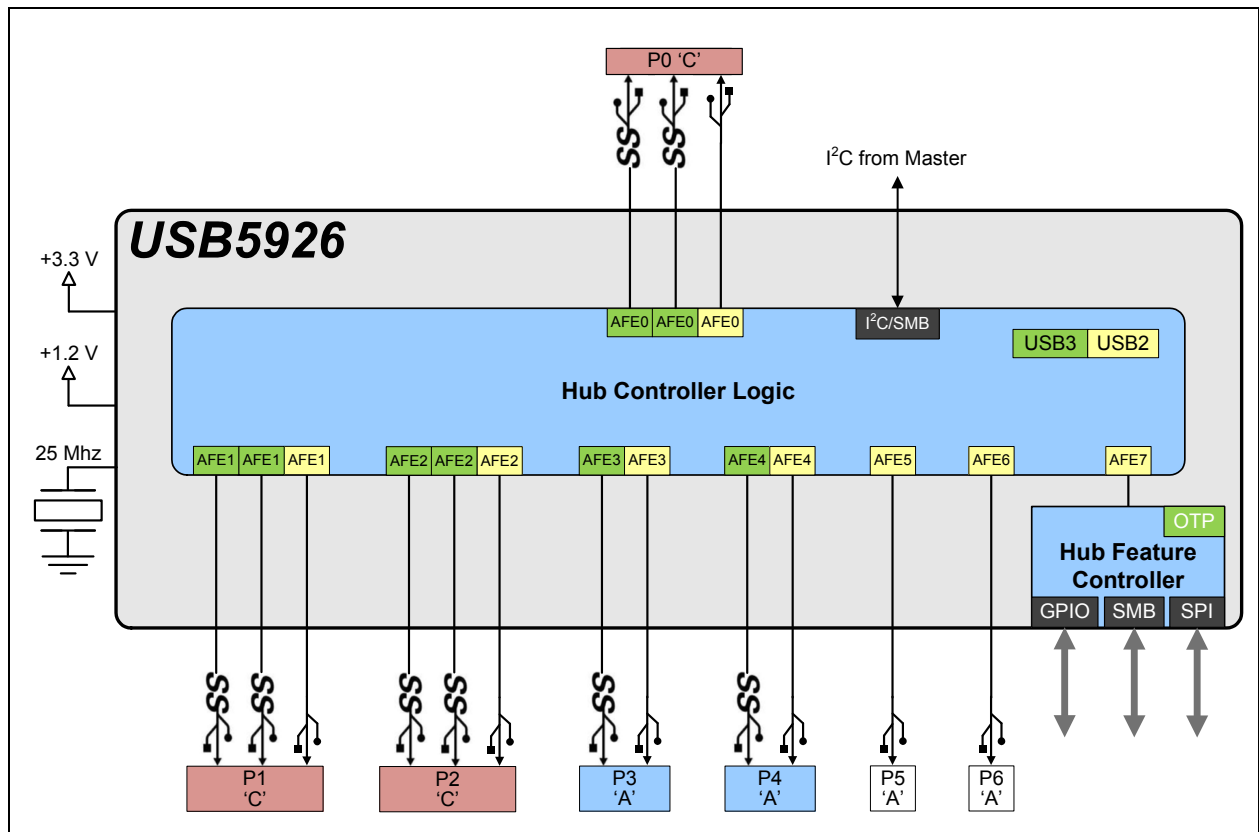 P0 ‘C’
SS SS
I²C from Master
USB5926
+3.3 V
AFE0 AFE0 AFE0
I²C/SMB
USB3 USB2
+1.2 V
Hub Controller Logic
25 Mhz
AFE1 AFE1 AFE1
AFE2 AFE2 AFE2
AFE3 AFE3
AFE4 AFE4
AFE5
AFE6
AFE7
OTP
Hub Feature
Controller
GPIO SMB SPI
SS SS
SS SS
SS
SS
P1
‘C’
P2
‘C’
P3
‘A’
P4
‘A’
P5
‘A’
P6
‘A’